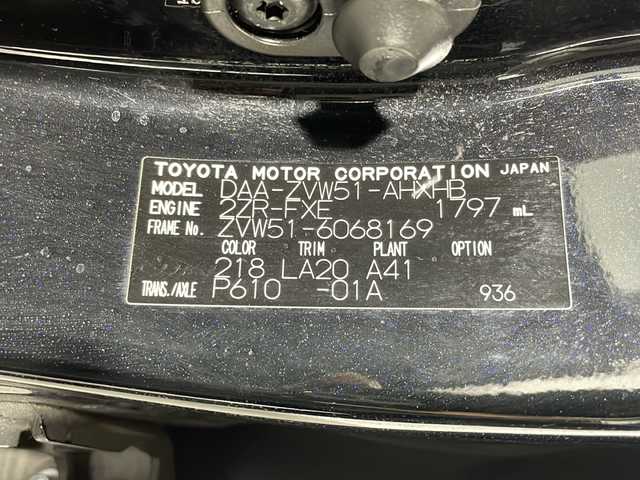 TOYOTA MOTOR CORPORATION JAPAN
MODEL DAA-ZVW51-AHXHB
ENGINE 2ZR-FXE 1797 mL
FRAME No. ZVW51-6068169
COLOR TRIM PLANT OPTION
218 LA20 A41
TRANS./AXLE P610 -01A 936